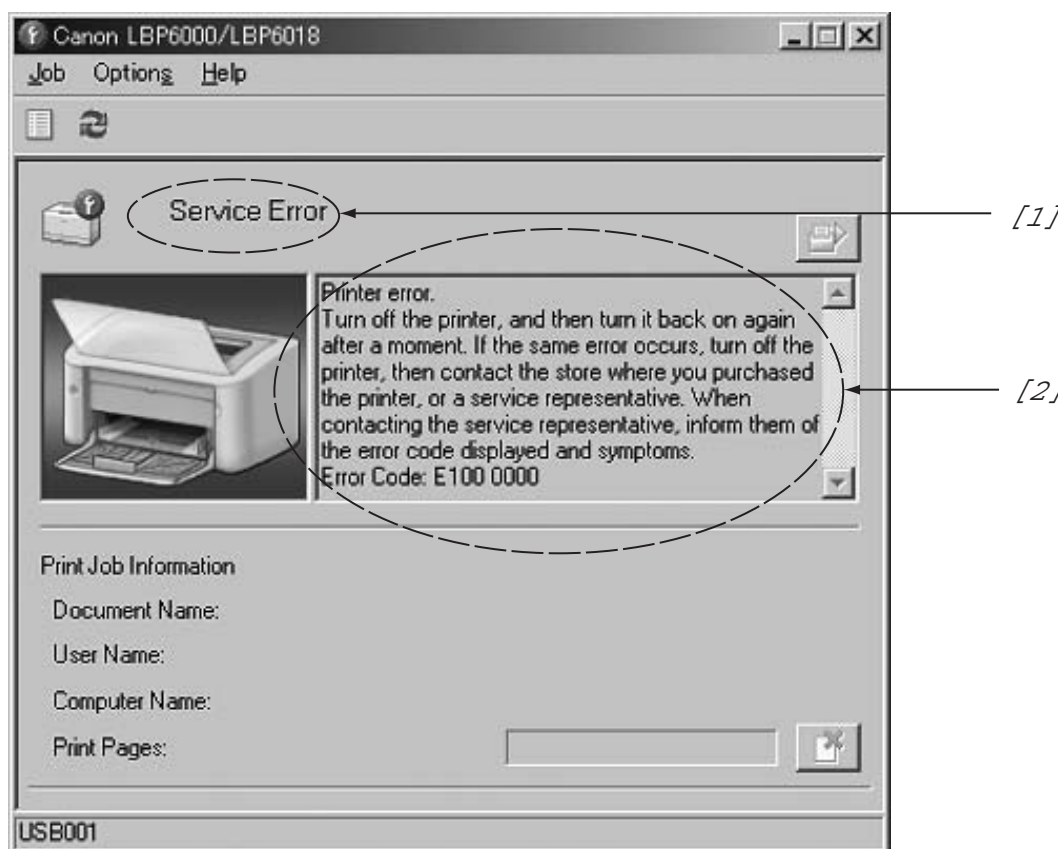 Canon LBP6000/LBP6018
Job Options Help
Service Error
[1]
Printer error.
Turn off the printer, and then turn it back on again
after a moment. If the same error occurs, turn off the
printer, then contact the store where you purchased
the printer, or a service representative. When
contacting the service representative, inform them of
the error code displayed and symptoms.
Error Code: E100 0000
[2]
Print Job Information
Document Name:
User Name:
Computer Name:
Print Pages:
USB001